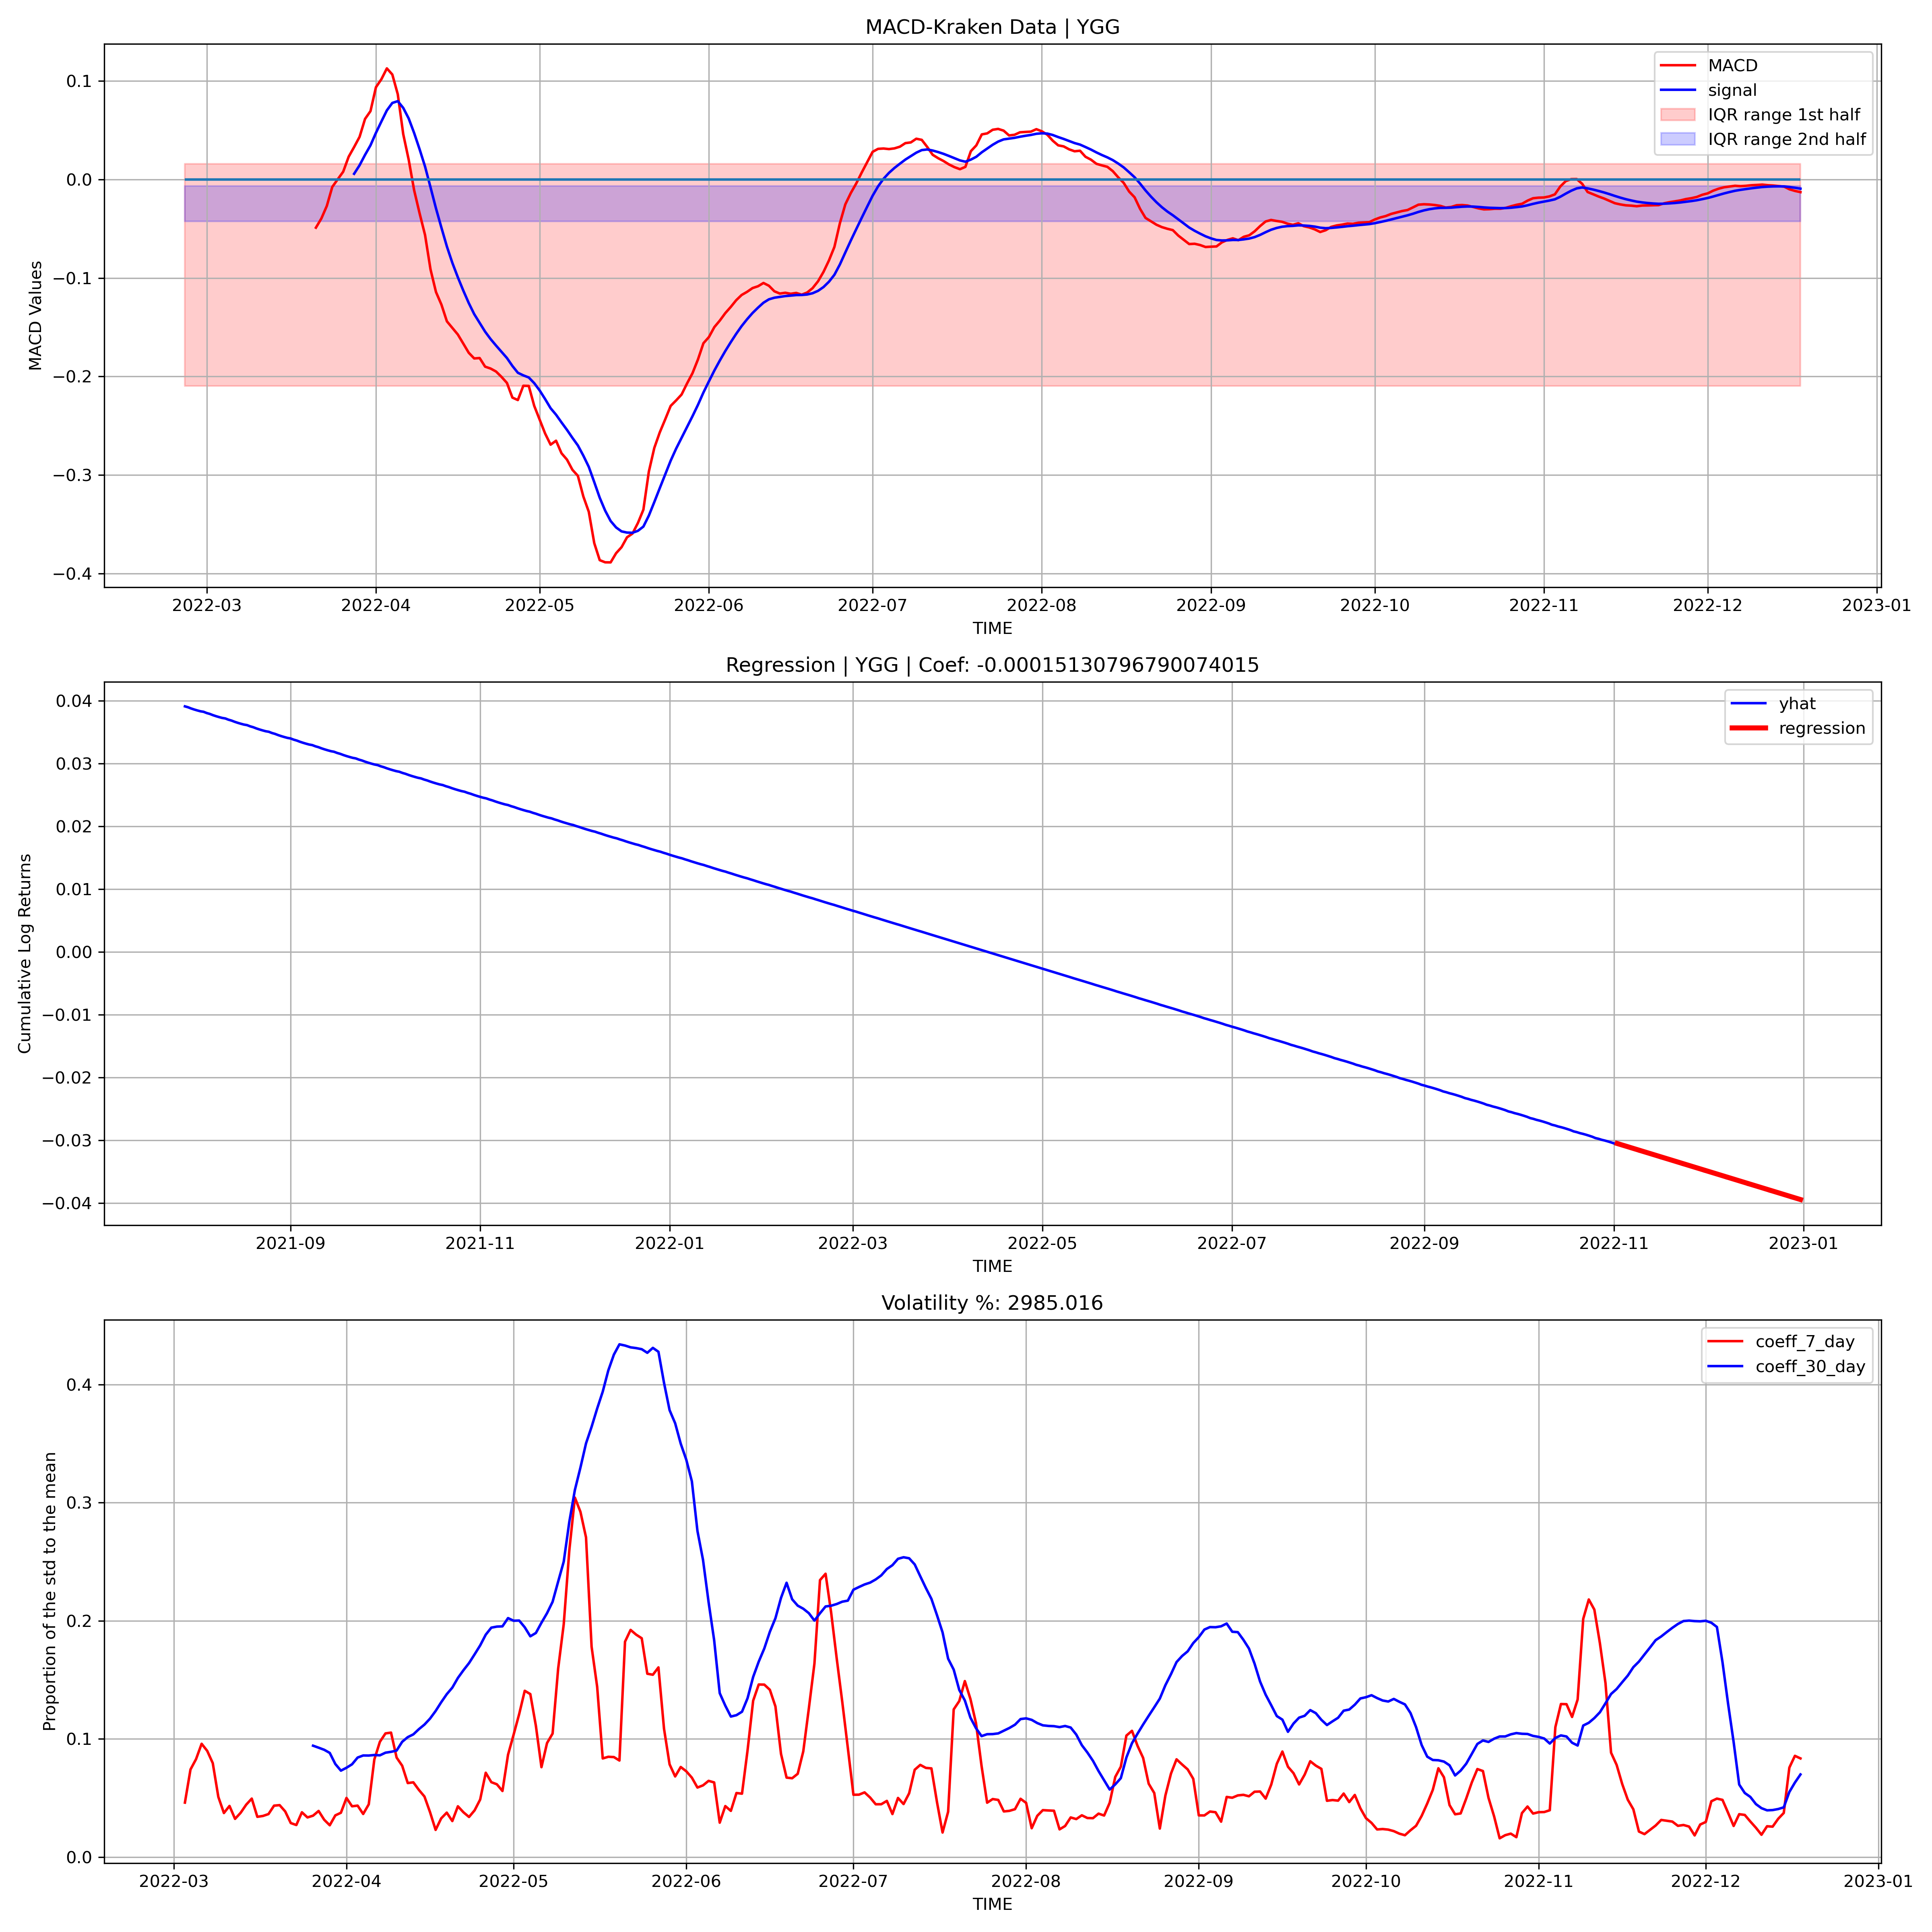 MACD-Kraken Data | YGG
MACD
signal
IQR range 1st half
IQR range 2nd half
MACD Values
0.1
0.0
−0.1
−0.2
−0.3
−0.4
2022-03 2022-04 2022-05 2022-06 2022-07 2022-08 2022-09 2022-10 2022-11 2022-12 2023-01
TIME
Regression | YGG | Coef: -0.00015130796790074015
yhat
regression
Cumulative Log Returns
0.04
0.03
0.02
0.01
0.00
−0.01
−0.02
−0.03
−0.04
2021-09 2021-11 2022-01 2022-03 2022-05 2022-07 2022-09 2022-11 2023-01
TIME
Volatility %: 2985.016
coeff_7_day
coeff_30_day
Proportion of the std to the mean
0.4
0.3
0.2
0.1
0.0
2022-03 2022-04 2022-05 2022-06 2022-07 2022-08 2022-09 2022-10 2022-11 2022-12 2023-01
TIME